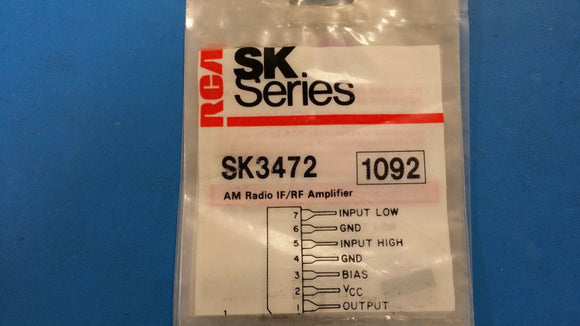 RCA
SK
Series
SK3472 1092
AM Radio IF/RF Amplifier
7 INPUT LOW
6 GND
5 INPUT HIGH
4 GND
3 BIAS
2 VCC
1 OUTPUT
1